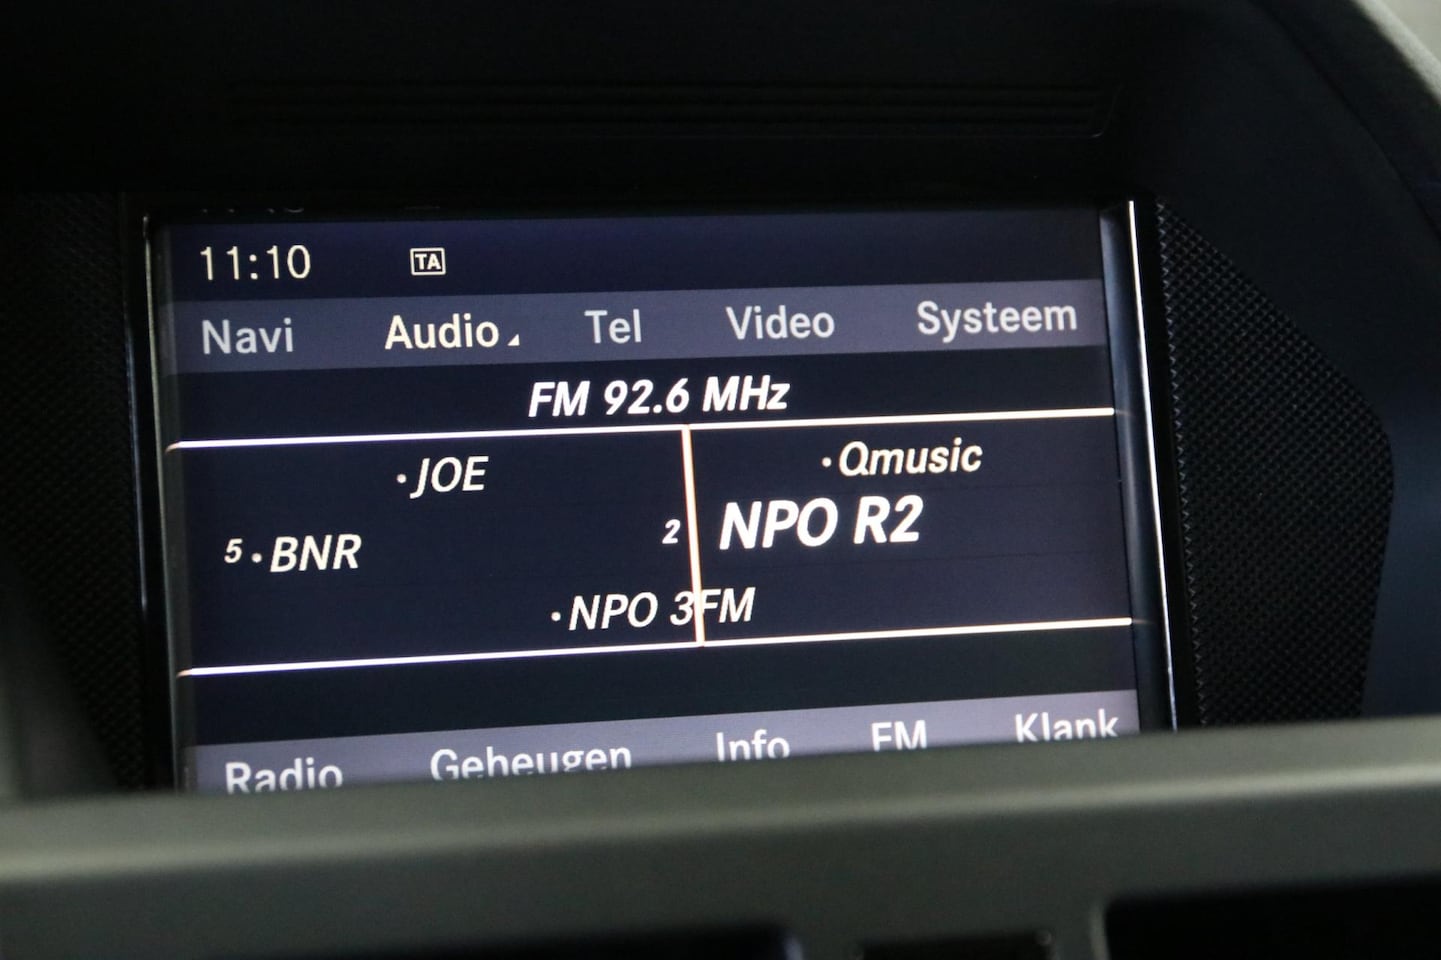 11:10 TA
Navi Audio Tel Video Systeem
FM 92.6 MHz
·JOE ·Qmusic
5·BNR 2 NPO R2
·NPO 3FM
Radio Geheugen Info FM Klank